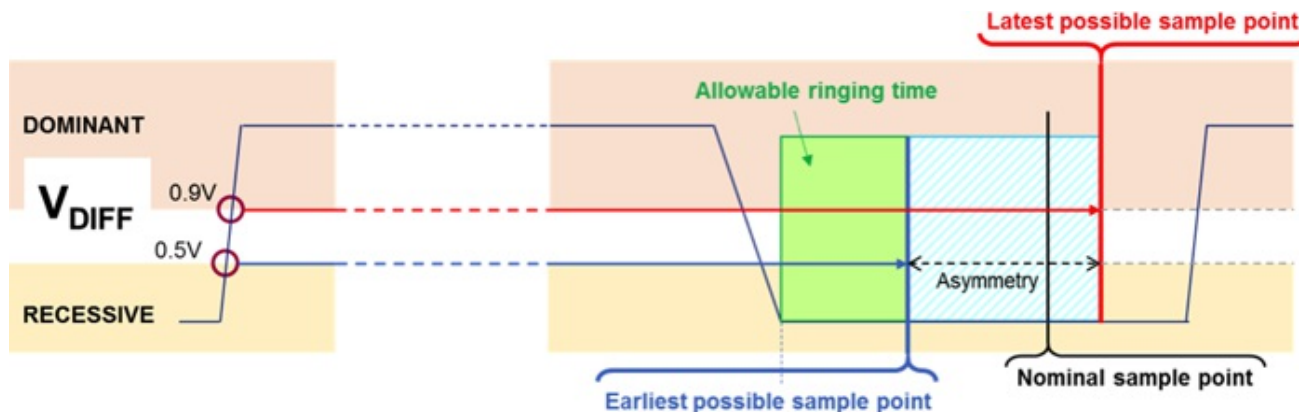 Latest possible sample point
Allowable ringing time
DOMINANT
0.9V
VDIFF
0.5V
Asymmetry
RECESSIVE
Nominal sample point
Earliest possible sample point